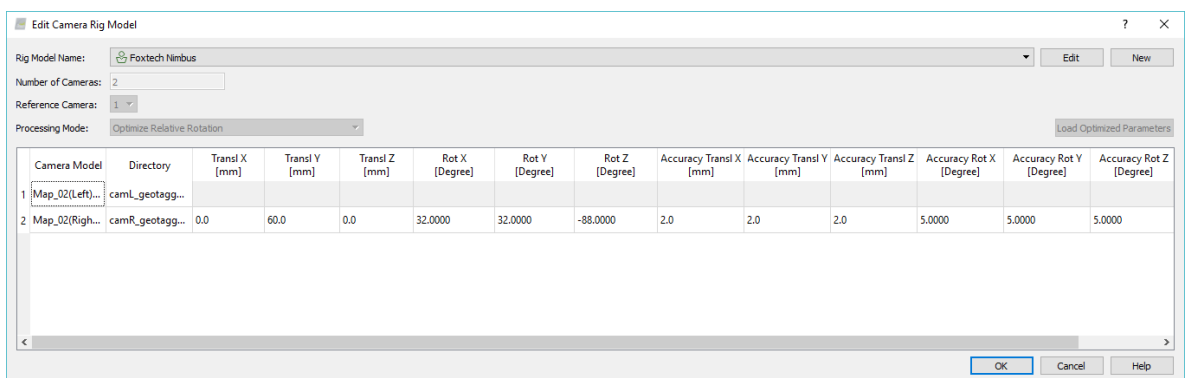 Edit Camera Rig Model ? ×
Rig Model Name: Foxtech Nimbus Edit New
Number of Cameras: 2
Reference Camera: 1
Processing Mode: Optimize Relative Rotation Load Optimized Parameters
Camera Model Directory Transl X [mm] Transl Y [mm] Transl Z [mm] Rot X [Degree] Rot Y [Degree] Rot Z [Degree] Accuracy Transl X [mm] Accuracy Transl Y [mm] Accuracy Transl Z [mm] Accuracy Rot X [Degree] Accuracy Rot Y [Degree] Accuracy Rot Z [Degree]
1 Map_02(Left)... camL_geotagg...
2 Map_02(Righ... camR_geotagg... 0.0 60.0 0.0 32.0000 32.0000 -88.0000 2.0 2.0 2.0 5.0000 5.0000 5.0000
OK Cancel Help